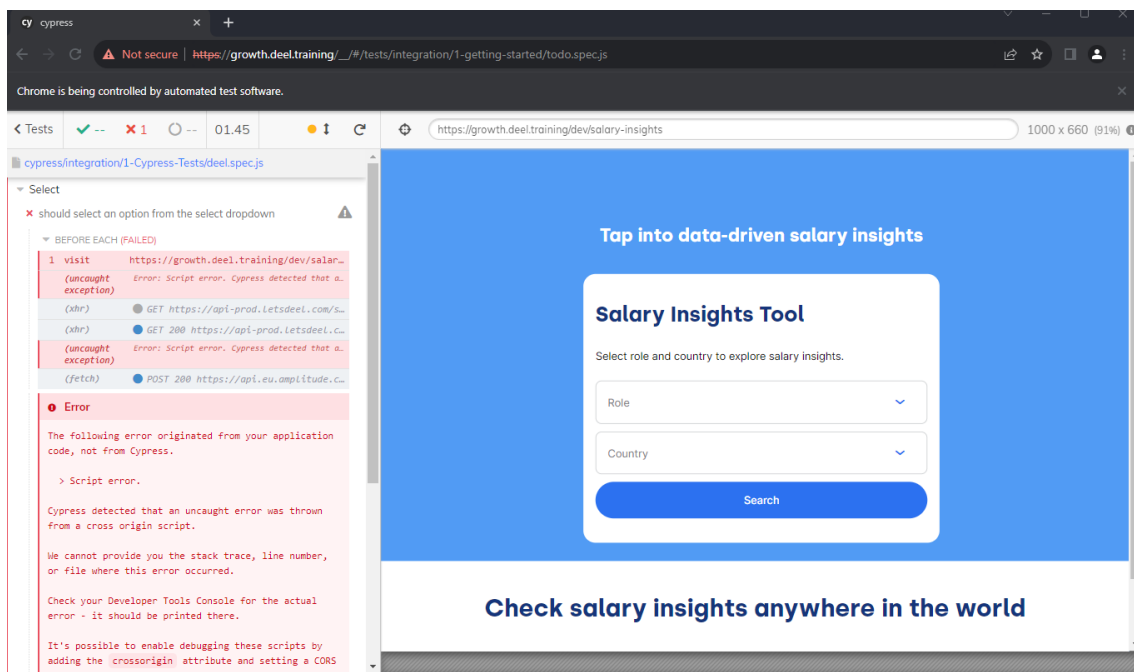 cy cypress
Not secure | https://growth.deel.training/__/#/tests/integration/1-getting-started/todo.spec.js
Chrome is being controlled by automated test software.
Tests -- 1 -- 01.45
https://growth.deel.training/dev/salary-insights 1000 x 660 (91%)
cypress/integration/1-Cypress-Tests/deel.spec.js
Select
should select an option from the select dropdown
BEFORE EACH (FAILED)
1 visit https://growth.deel.training/dev/salar…
(uncaught exception) Error: Script error. Cypress detected that a…
(xhr) GET https://api-prod.letsdeel.com/s…
(xhr) GET 200 https://api-prod.letsdeel.c…
(uncaught exception) Error: Script error. Cypress detected that a…
(fetch) POST 200 https://api.eu.amplitude.c…
Error
The following error originated from your application
code, not from Cypress.
> Script error.
Cypress detected that an uncaught error was thrown
from a cross origin script.
We cannot provide you the stack trace, line number,
or file where this error occurred.
Check your Developer Tools Console for the actual
error - it should be printed there.
It's possible to enable debugging these scripts by
adding the crossorigin attribute and setting a CORS
Tap into data-driven salary insights
Salary Insights Tool
Select role and country to explore salary insights.
Role
Country
Search
Check salary insights anywhere in the world